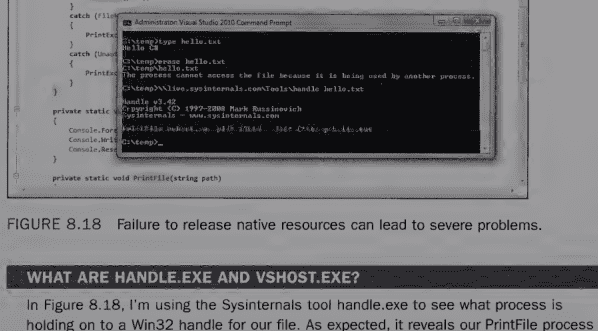 }
catch (File
{
PrintExc
}
catch (Unau
{
PrintExc
}
}
private static v
{
Console.Fore
Console.Writ
Console.Rese
}
private static void PrintFile(string path)
Administrator: Visual Studio 2010 Command Prompt
C:\temp>type hello.txt
Hello C#
C:\temp>erase hello.txt
C:\temp\hello.txt
The process cannot access the file because it is being used by another process.
C:\temp>\\live.sysinternals.com\Tools\handle hello.txt
Handle v3.42
Copyright (C) 1997-2008 Mark Russinovich
Sysinternals - www.sysinternals.com
C:\temp>_
FIGURE 8.18 Failure to release native resources can lead to severe problems.
WHAT ARE HANDLE.EXE AND VSHOST.EXE?
In Figure 8.18, I'm using the Sysinternals tool handle.exe to see what process is
holding on to a Win32 handle for our file. As expected, it reveals our PrintFile process